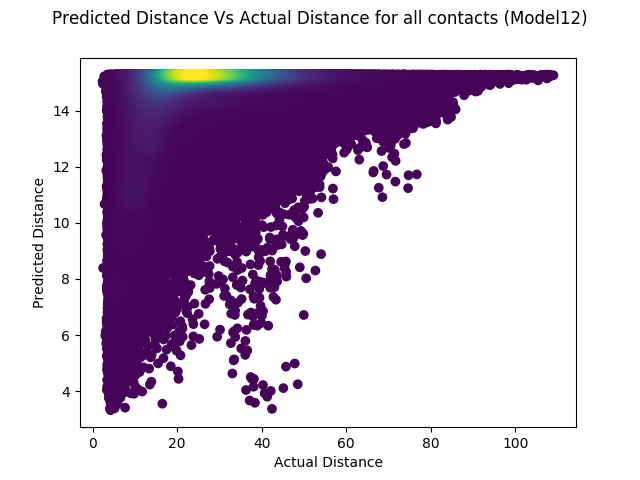 Predicted Distance Vs Actual Distance for all contacts (Model12)
14
12
10
8
6
4
Predicted Distance
0 20 40 60 80 100
Actual Distance